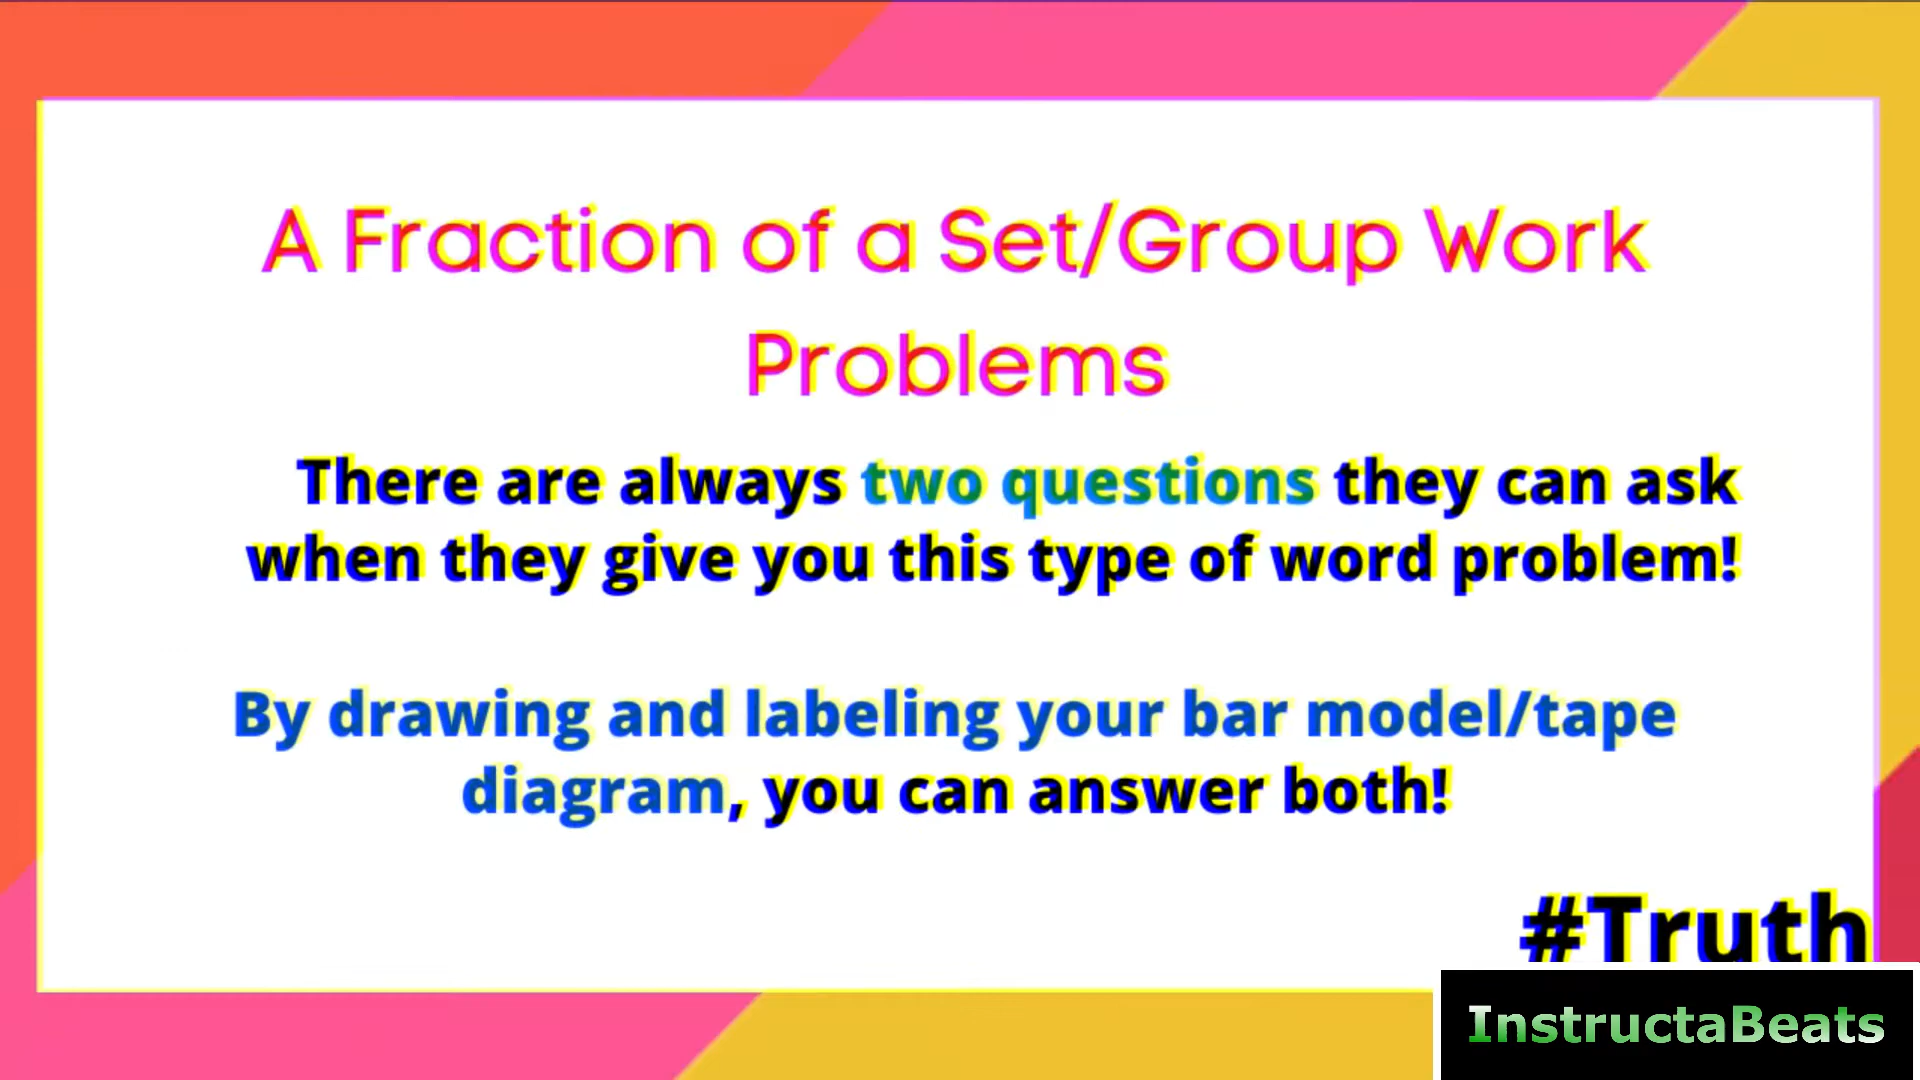 A Fraction of a Set/Group Work
Problems
There are always two questions they can ask
when they give you this type of word problem!
By drawing and labeling your bar model/tape
diagram, you can answer both!
#Truth
InstructaBeats